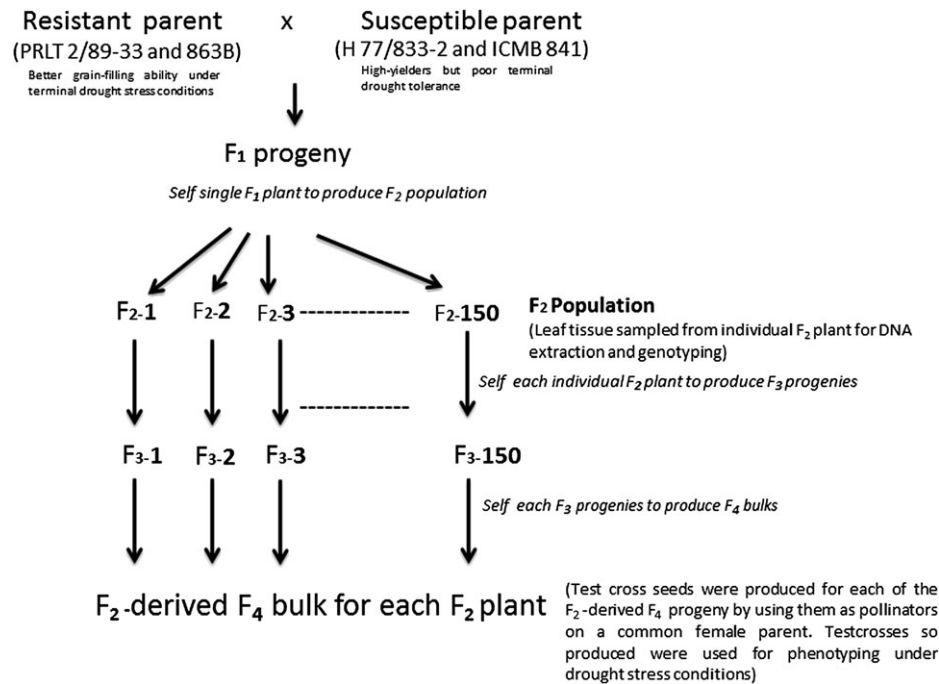 Resistant parent x Susceptible parent
(PRLT 2/89-33 and 863B) (H 77/833-2 and ICMB 841)
Better grain-filling ability under
terminal drought stress conditions
High-yielders but poor terminal
drought tolerance
F₁ progeny
Self single F₁ plant to produce F₂ population
F₂-1 F₂-2 F₂-3 ---------------- F₂-150
F₂ Population
(Leaf tissue sampled from individual F₂ plant for DNA
extraction and genotyping)
Self each individual F₂ plant to produce F₃ progenies
F₃-1 F₃-2 F₃-3 F₃-150
Self each F₃ progenies to produce F₄ bulks
F₂-derived F₄ bulk for each F₂ plant
(Test cross seeds were produced for each of the
F₂-derived F₄ progeny by using them as pollinators
on a common female parent. Testcrosses so
produced were used for phenotyping under
drought stress conditions)